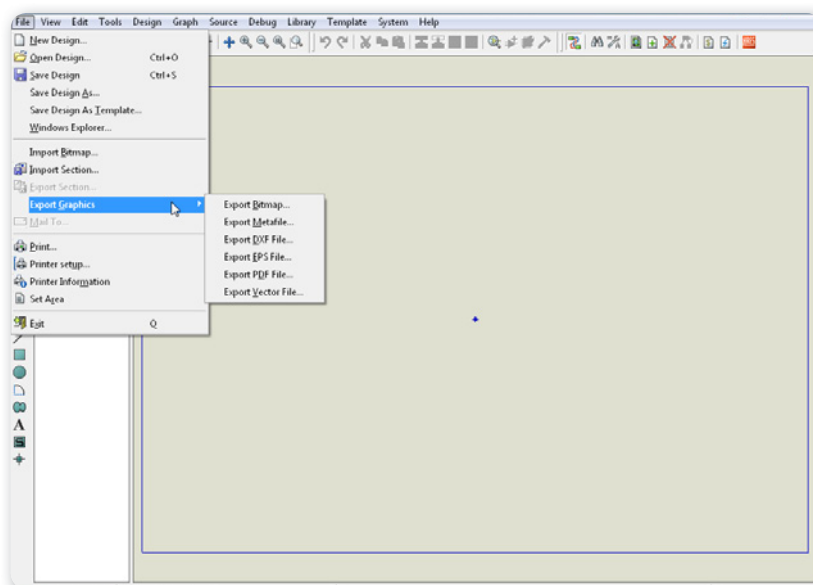 File View Edit Tools Design Graph Source Debug Library Template System Help
New Design...
Open Design... Ctrl+O
Save Design Ctrl+S
Save Design As...
Save Design As Template...
Windows Explorer...
Import Bitmap...
Import Section...
Export Section...
Export Graphics
Mail To...
Print...
Printer setup...
Printer Information
Set Area
Exit Q
Export Bitmap...
Export Metafile...
Export DXF File...
Export EPS File...
Export PDF File...
Export Vector File...
A
S